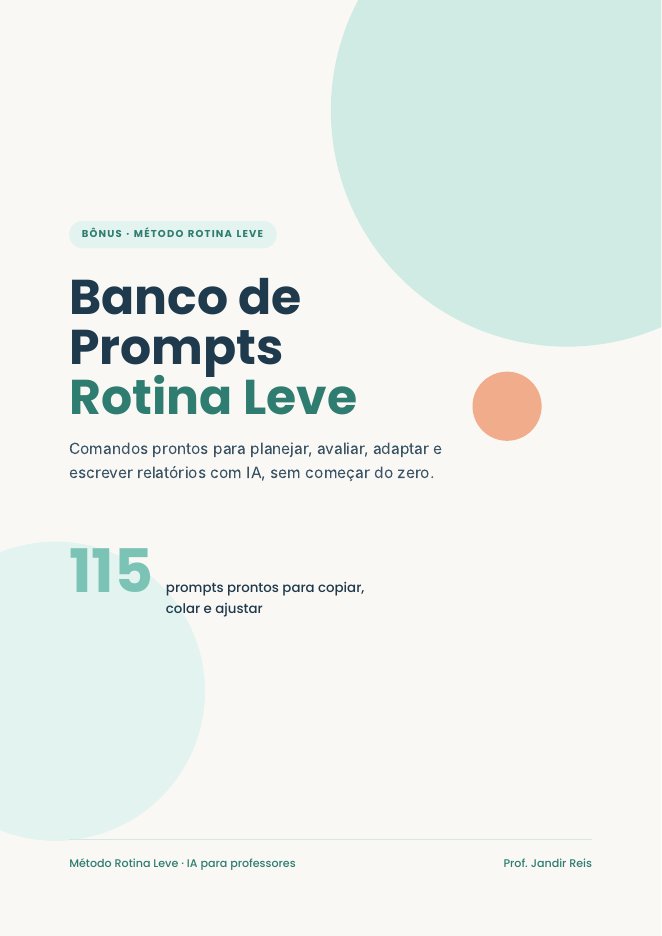 BÔNUS · MÉTODO ROTINA LEVE
Banco de
Prompts
Rotina Leve
Comandos prontos para planejar, avaliar, adaptar e
escrever relatórios com IA, sem começar do zero.
115
prompts prontos para copiar,
colar e ajustar
Método Rotina Leve · IA para professores
Prof. Jandir Reis